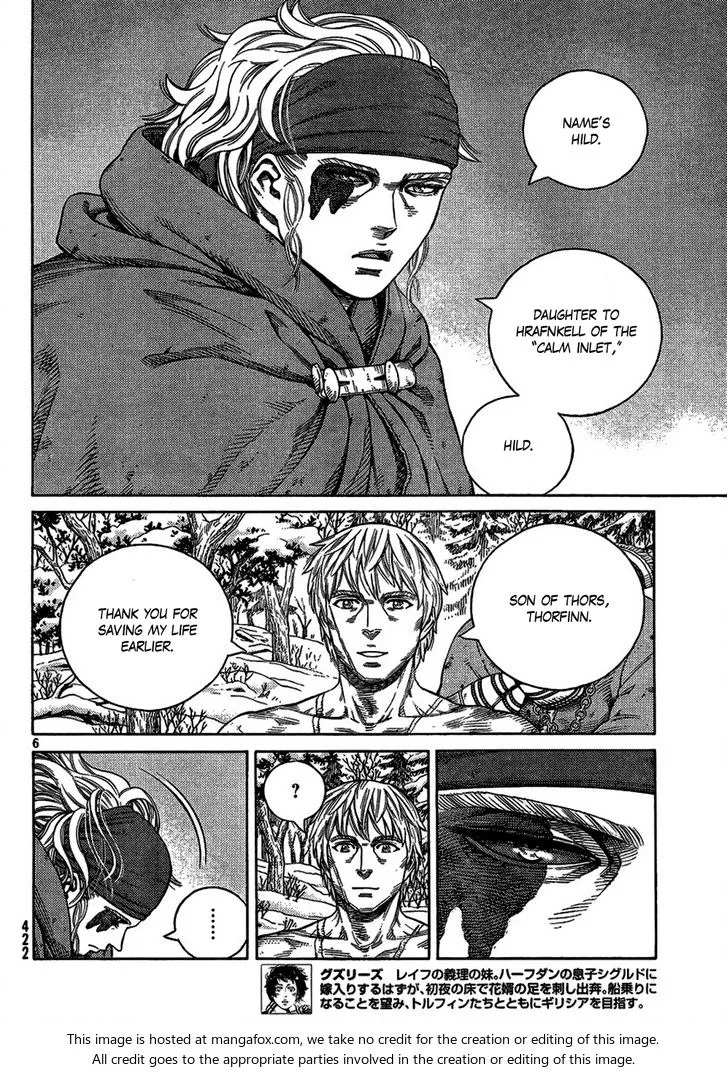 NAME'S
HILD.
DAUGHTER TO
HRAFNKELL OF THE
"CALM INLET,"
HILD.
SON OF THORS,
THORFINN.
THANK YOU FOR
SAVING MY LIFE
EARLIER.
6
?
......
422
グズリーズ　レイフの義理の妹。ハーフダンの息子シグルドに
嫁入りするはずが、初夜の床で花婿の足を刺し出奔。船乗りに
なることを望み、トルフィンたちとともにギリシアを目指す。
This image is hosted at mangafox.com, we take no credit for the creation or editing of this image.
All credit goes to the appropriate parties involved in the creation or editing of this image.